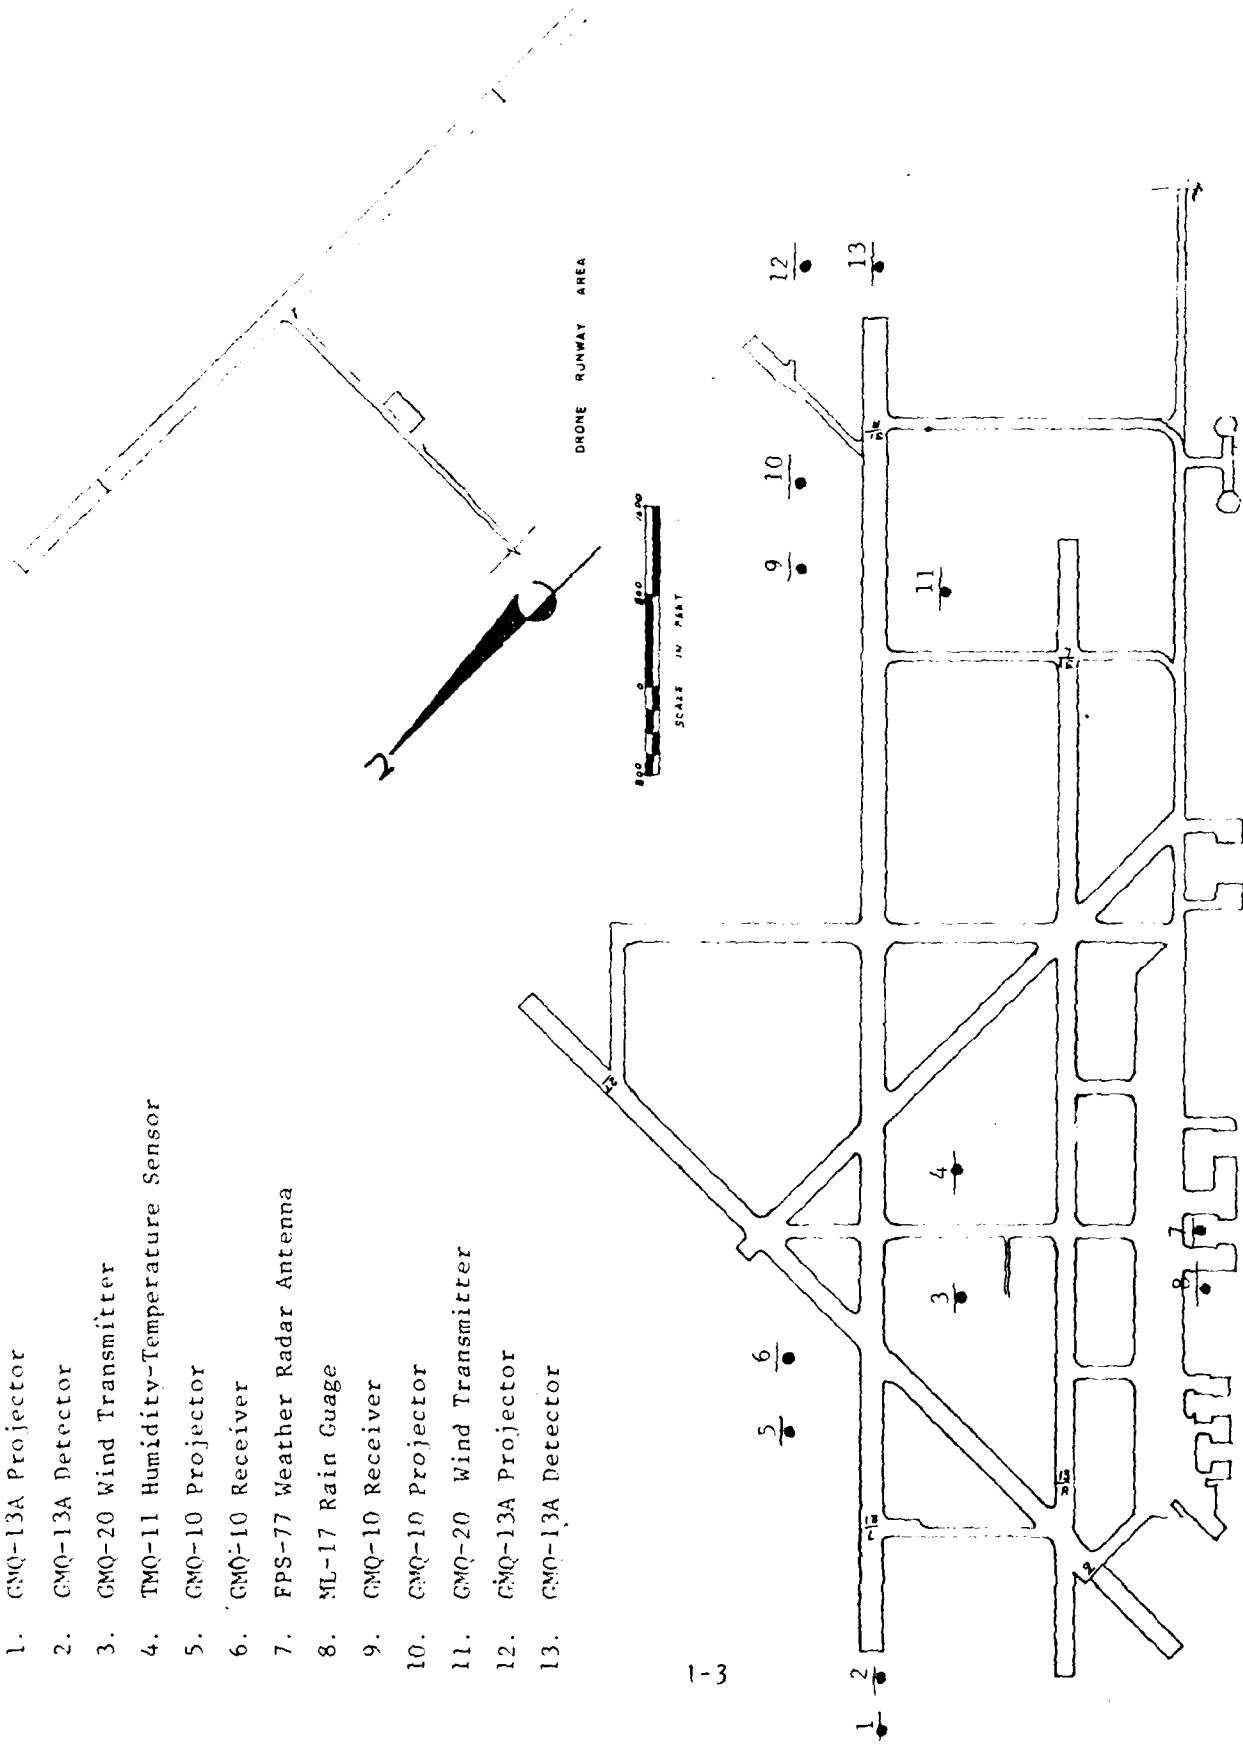 1. GMQ-13A Projector
2. GMQ-13A Detector
3. GMQ-20 Wind Transmitter
4. TMQ-11 Humidity-Temperature Sensor
5. GMQ-10 Projector
6. GMQ-10 Receiver
7. FPS-77 Weather Radar Antenna
8. ML-17 Rain Guage
9. GMQ-10 Receiver
10. GMQ-10 Projector
11. GMQ-20 Wind Transmitter
12. GMQ-13A Projector
13. GMQ-13A Detector
DRONE RUNWAY AREA
800 0 800 1600
SCALE IN FEET
1-3
1
2
3
4
5
6
7
8
9
10
11
12
13